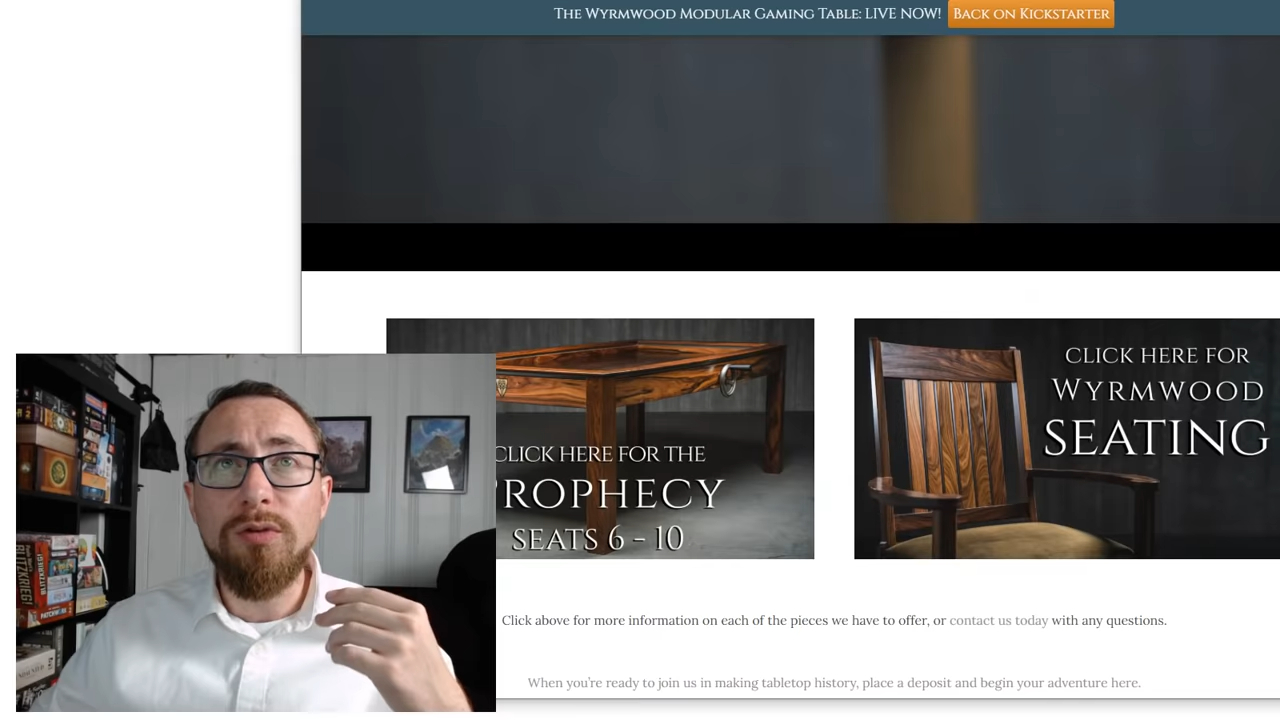 The Wyrmwood Modular Gaming Table: LIVE NOW! Back on Kickstarter
CLICK HERE FOR THE
ROPHECY
SEATS 6 - 10
CLICK HERE FOR
WYRMWOOD
SEATING
Click above for more information on each of the pieces we have to offer, or contact us today with any questions.
When you're ready to join us in making tabletop history, place a deposit and begin your adventure here.
BLITZKRIEG!
PATCHWORK